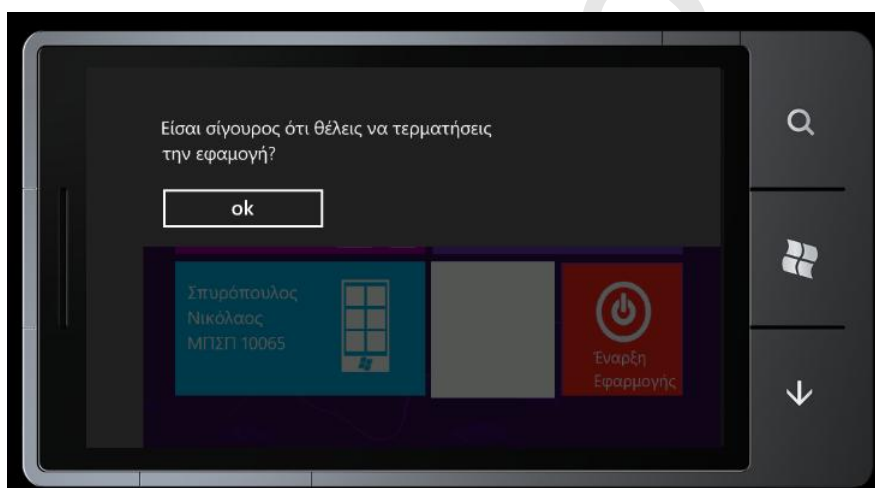 Είσαι σίγουρος ότι θέλεις να τερματήσεις
την εφαμογή?
ok
Σπυρόπουλος
Νικόλαος
ΜΠΣΠ 10065
Έναρξη
Εφαρμογής